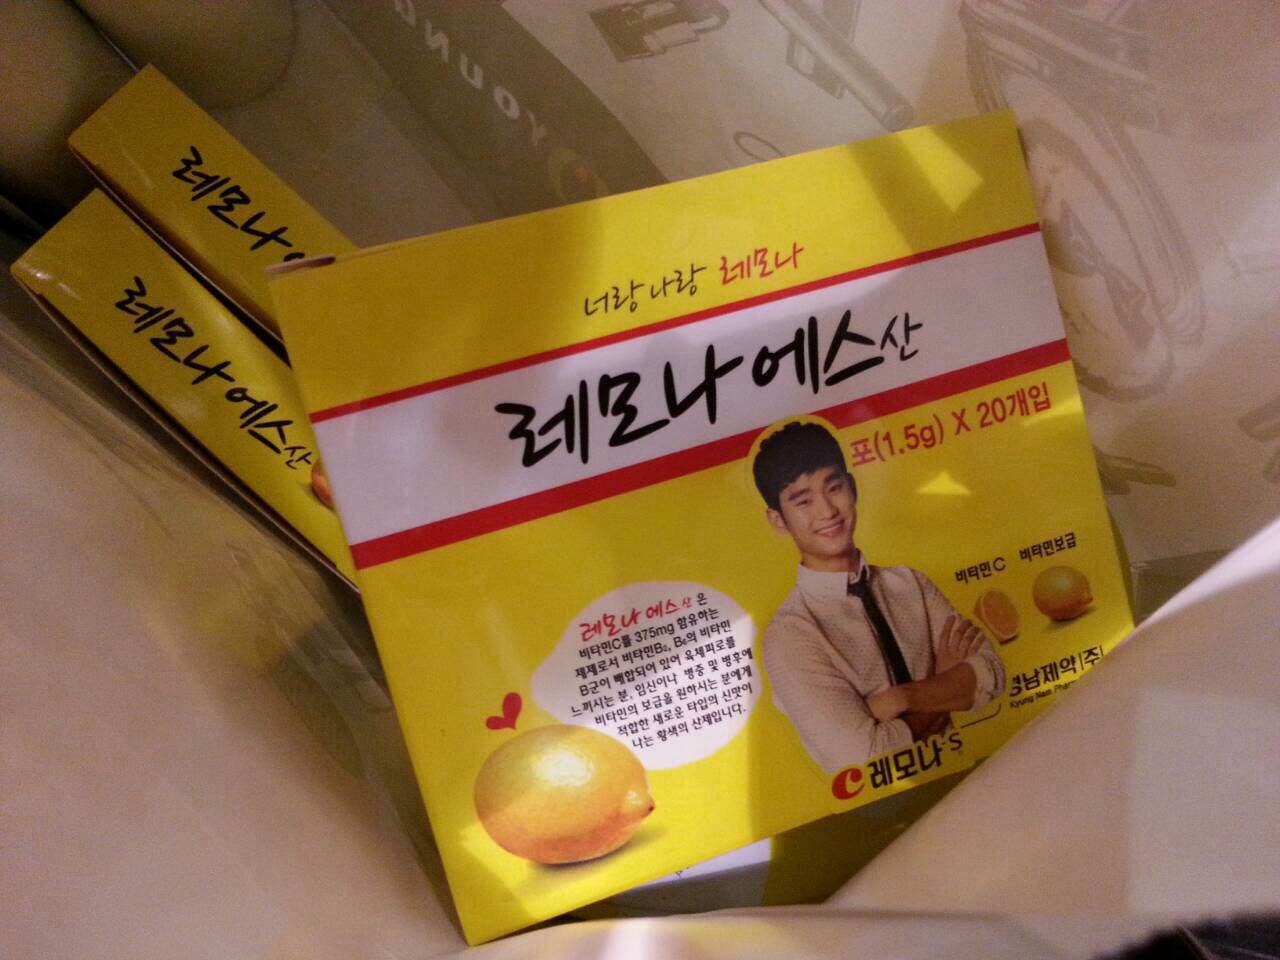 YOUNG
레모나
레모나 에스산
너랑 나랑 레모나
레모나 에스산
포(1.5g) X 20개입
비타민C 비타민보급
레모나 에스산은
비타민C를 375mg 함유하는
제제로서 비타민B₂, B₆의 비타민
B군이 배합되어 있어 육체피로를
느끼시는 분, 임신이나 병중 및 병후에
비타민의 보급을 원하시는 분에게
적합한 새로운 타입의 신맛이
나는 황색의 산제입니다.
경남제약(주)
Kyung Nam
C 레모나·S